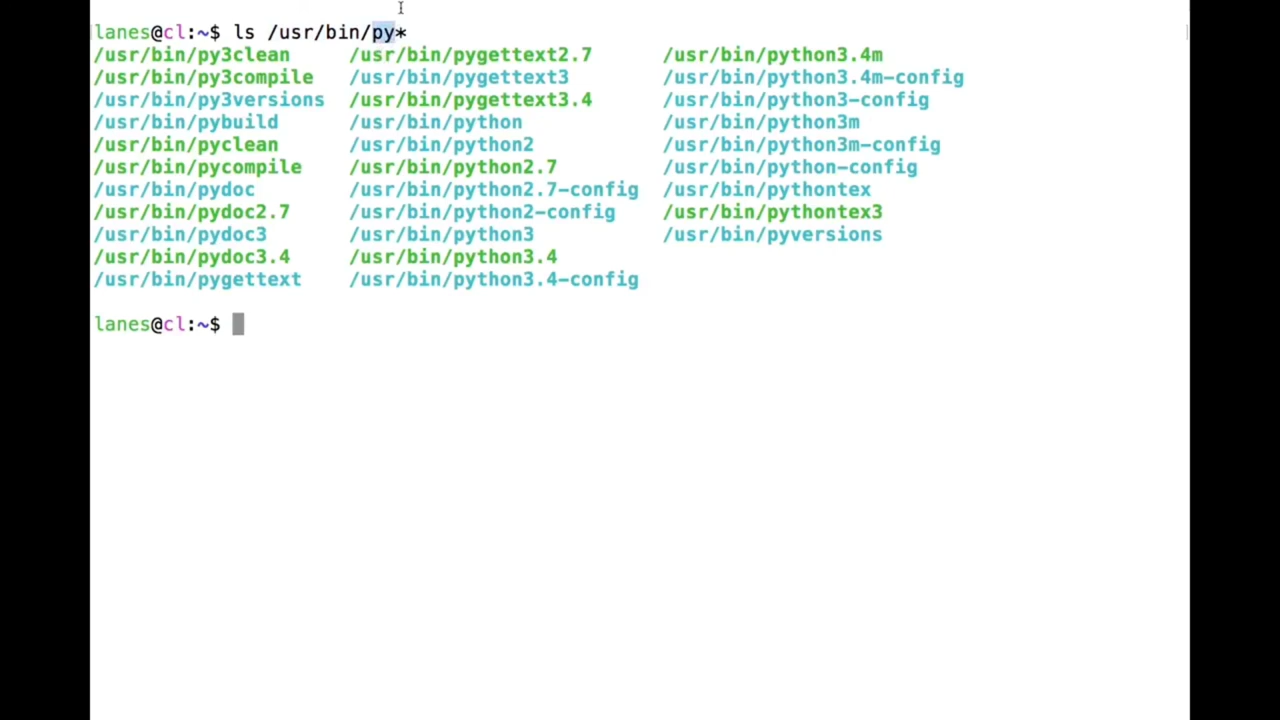 lanes@cl:~$ ls /usr/bin/py*
/usr/bin/py3clean /usr/bin/pygettext2.7 /usr/bin/python3.4m
/usr/bin/py3compile /usr/bin/pygettext3 /usr/bin/python3.4m-config
/usr/bin/py3versions /usr/bin/pygettext3.4 /usr/bin/python3-config
/usr/bin/pybuild /usr/bin/python /usr/bin/python3m
/usr/bin/pyclean /usr/bin/python2 /usr/bin/python3m-config
/usr/bin/pycompile /usr/bin/python2.7 /usr/bin/python-config
/usr/bin/pydoc /usr/bin/python2.7-config /usr/bin/pythontex
/usr/bin/pydoc2.7 /usr/bin/python2-config /usr/bin/pythontex3
/usr/bin/pydoc3 /usr/bin/python3 /usr/bin/pyversions
/usr/bin/pydoc3.4 /usr/bin/python3.4
/usr/bin/pygettext /usr/bin/python3.4-config
lanes@cl:~$